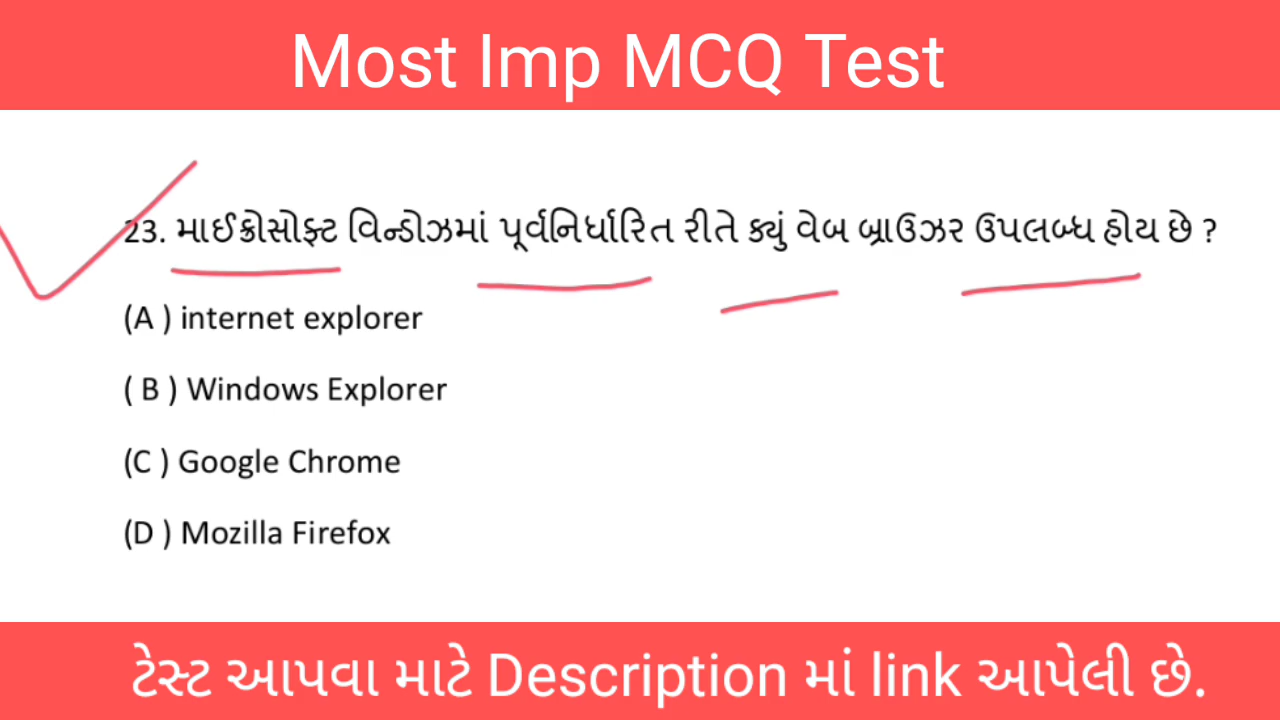 Most Imp MCQ Test
23. માઈક્રોસોફ્ટ વિન્ડોઝમાં પૂર્વનિર્ધારિત રીતે ક્યું વેબ બ્રાઉઝર ઉપલબ્ધ હોય છે ?
(A ) internet explorer
( B ) Windows Explorer
(C ) Google Chrome
(D ) Mozilla Firefox
ટેસ્ટ આપવા માટે Description માં link આપેલી છે.